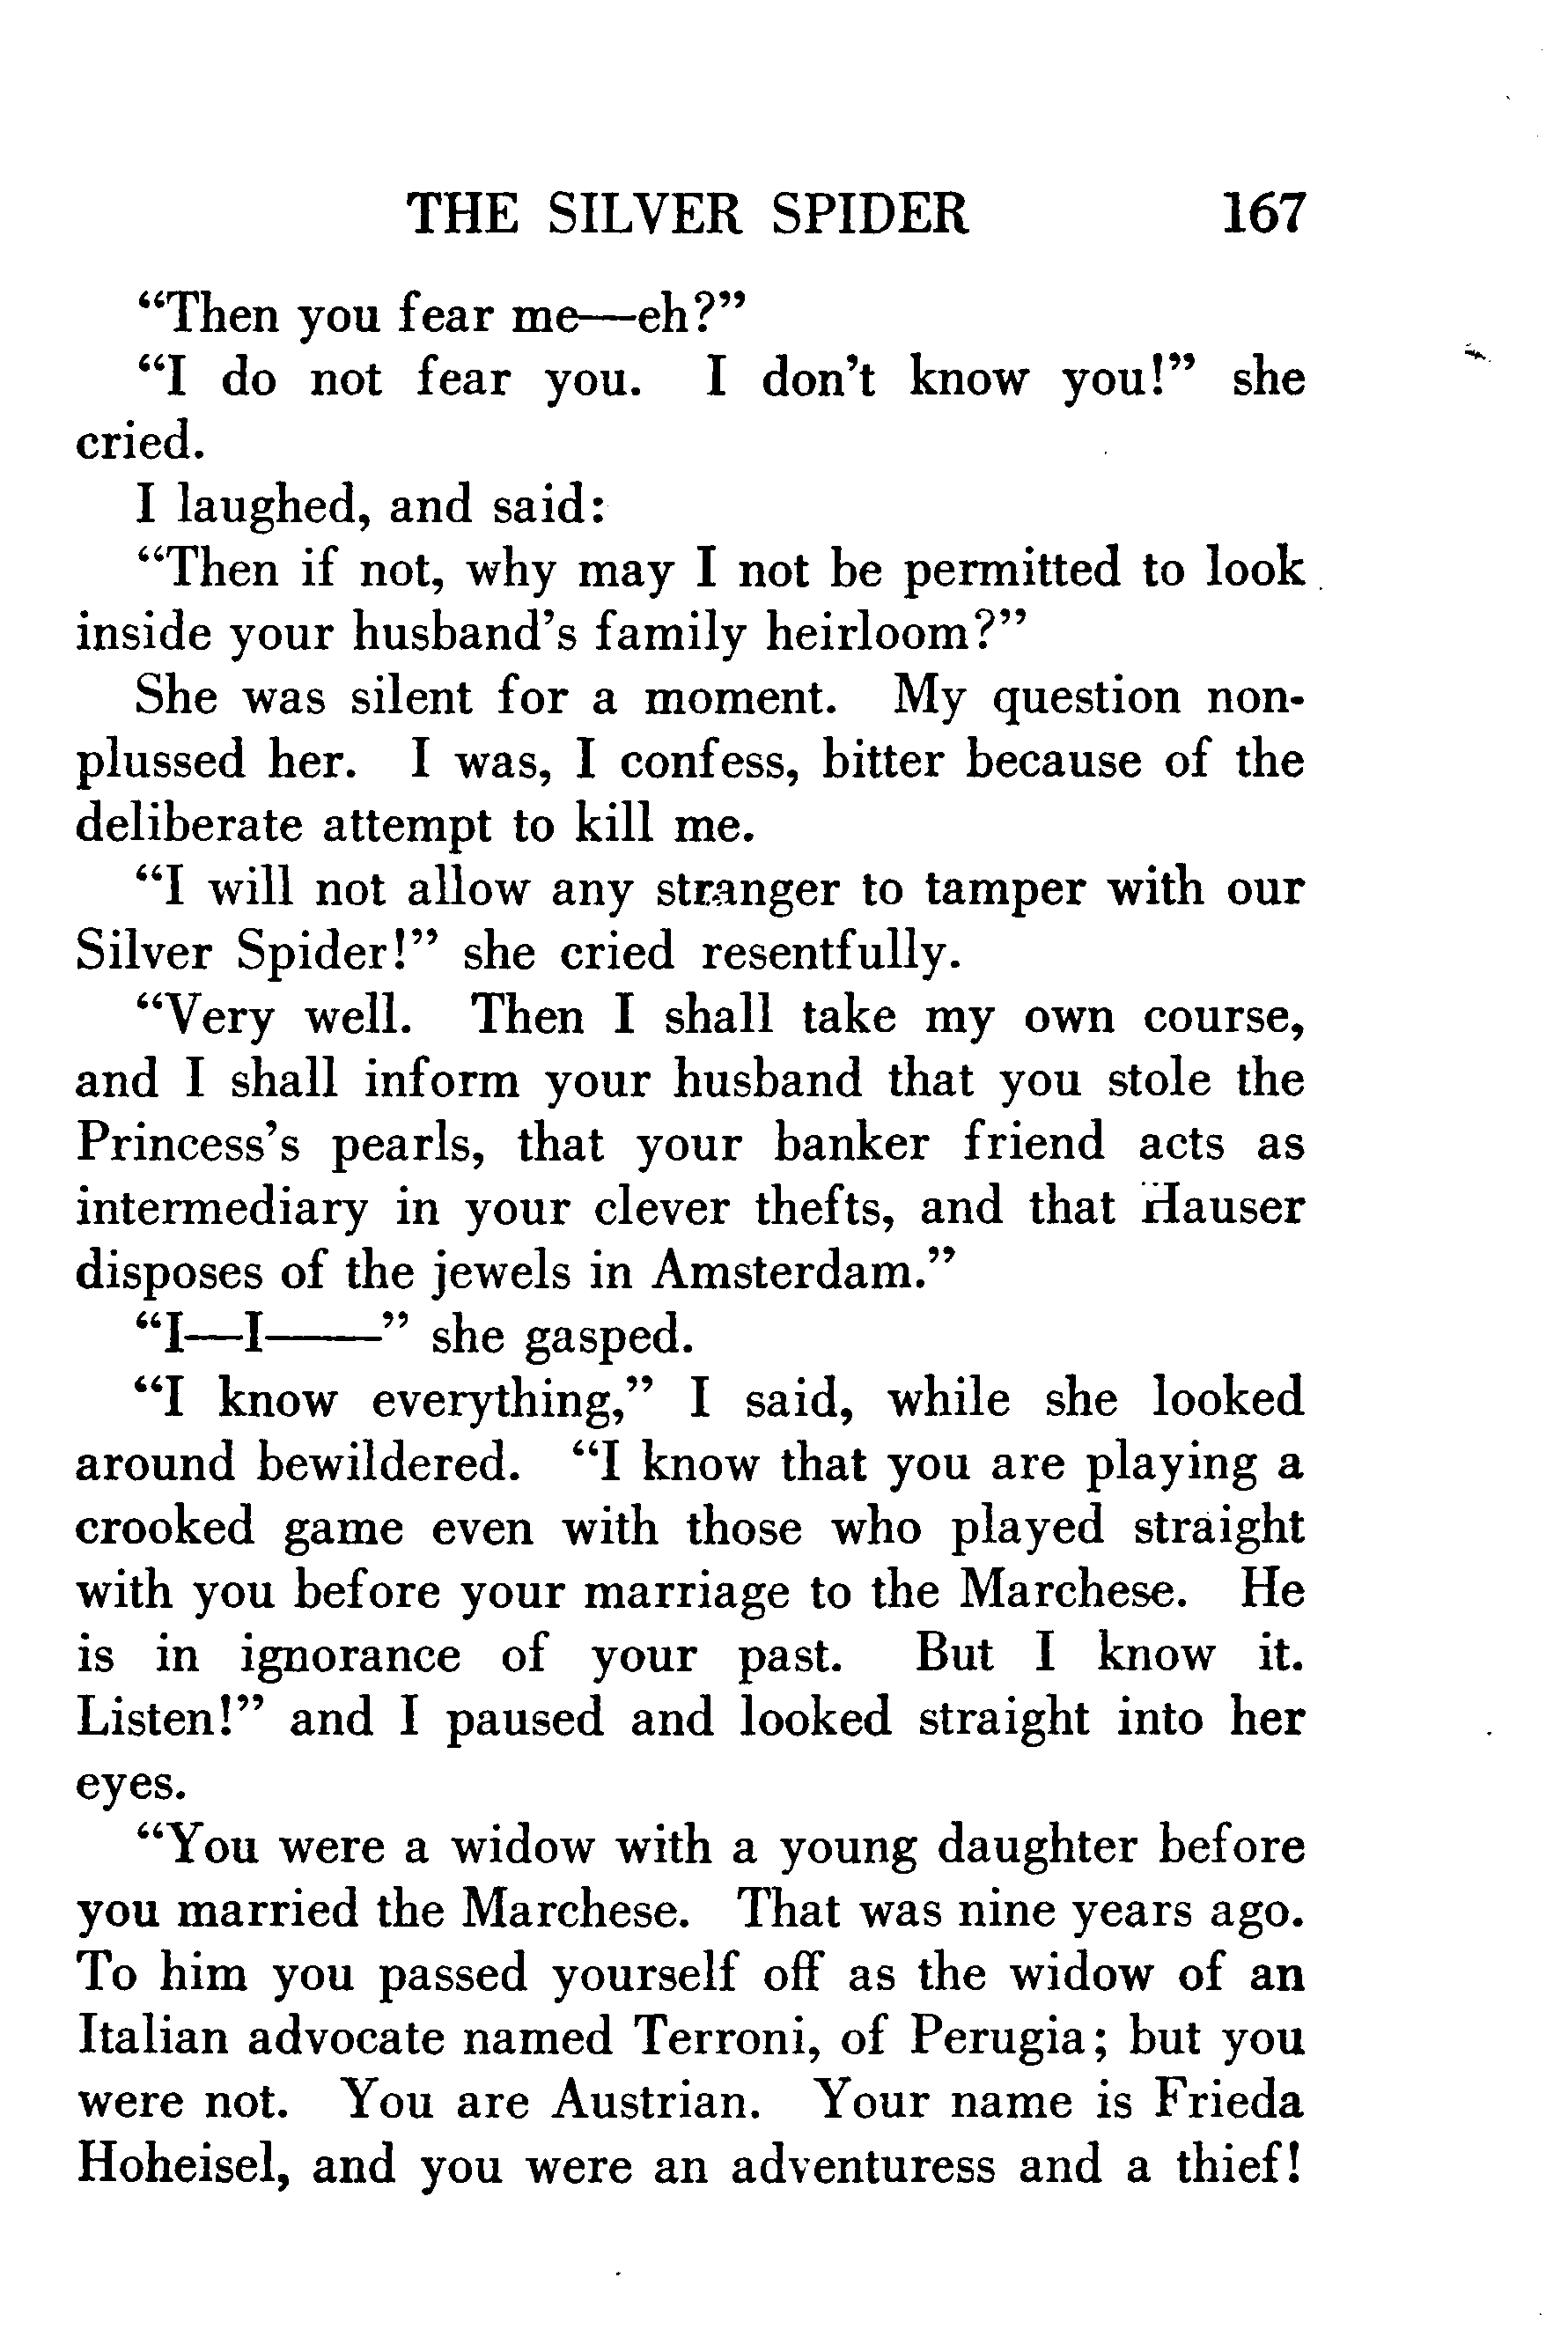 THE SILVER SPIDER 167
“Then you fear me—eh?”
“I do not fear you. I don’t know you!” she
cried.
I laughed, and said:
“Then if not, why may I not be permitted to look
inside your husband’s family heirloom?”
She was silent for a moment. My question non-
plussed her. I was, I confess, bitter because of the
deliberate attempt to kill me.
“I will not allow any stranger to tamper with our
Silver Spider!” she cried resentfully.
“Very well. Then I shall take my own course,
and I shall inform your husband that you stole the
Princess’s pearls, that your banker friend acts as
intermediary in your clever thefts, and that Hauser
disposes of the jewels in Amsterdam.”
“I—I——” she gasped.
“I know everything,” I said, while she looked
around bewildered. “I know that you are playing a
crooked game even with those who played straight
with you before your marriage to the Marchese. He
is in ignorance of your past. But I know it.
Listen!” and I paused and looked straight into her
eyes.
“You were a widow with a young daughter before
you married the Marchese. That was nine years ago.
To him you passed yourself off as the widow of an
Italian advocate named Terroni, of Perugia; but you
were not. You are Austrian. Your name is Frieda
Hoheisel, and you were an adventuress and a thief!